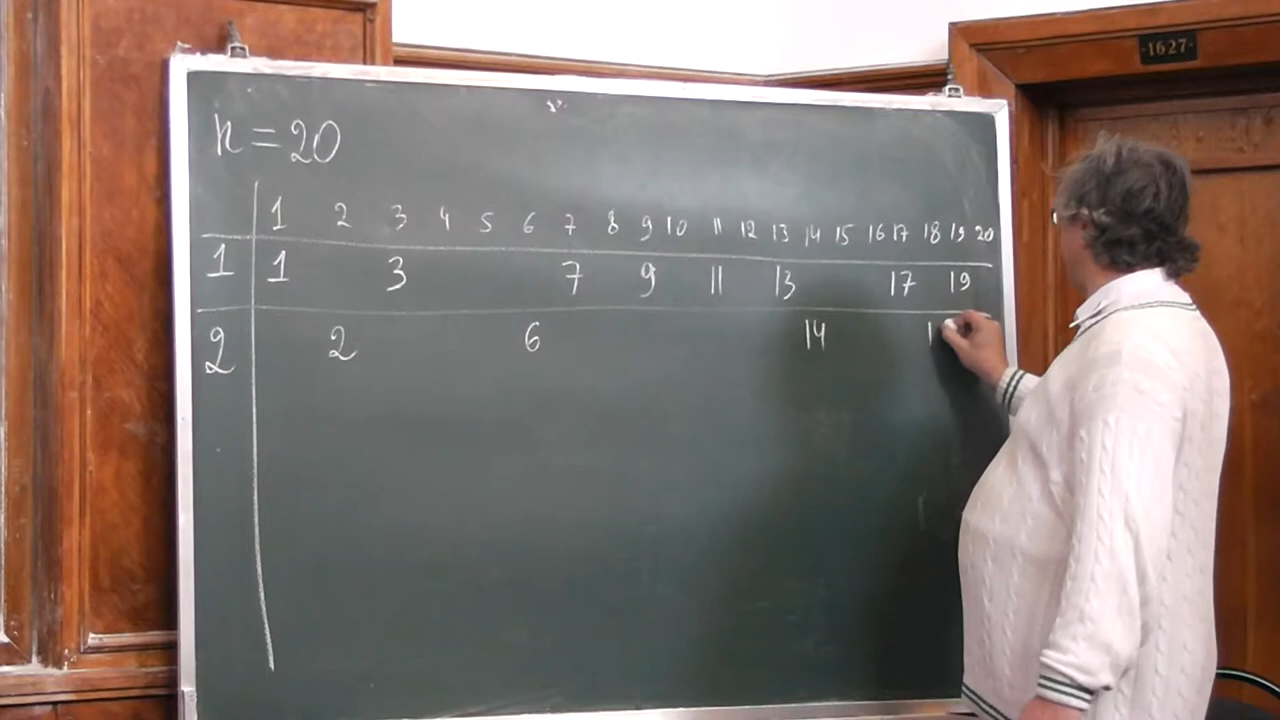 ·1627·
n = 20
1 2 3 4 5 6 7 8 9 10 11 12 13 14 15 16 17 18 19 20
1 1 3 7 9 11 13 17 19
2 2 6 14 1